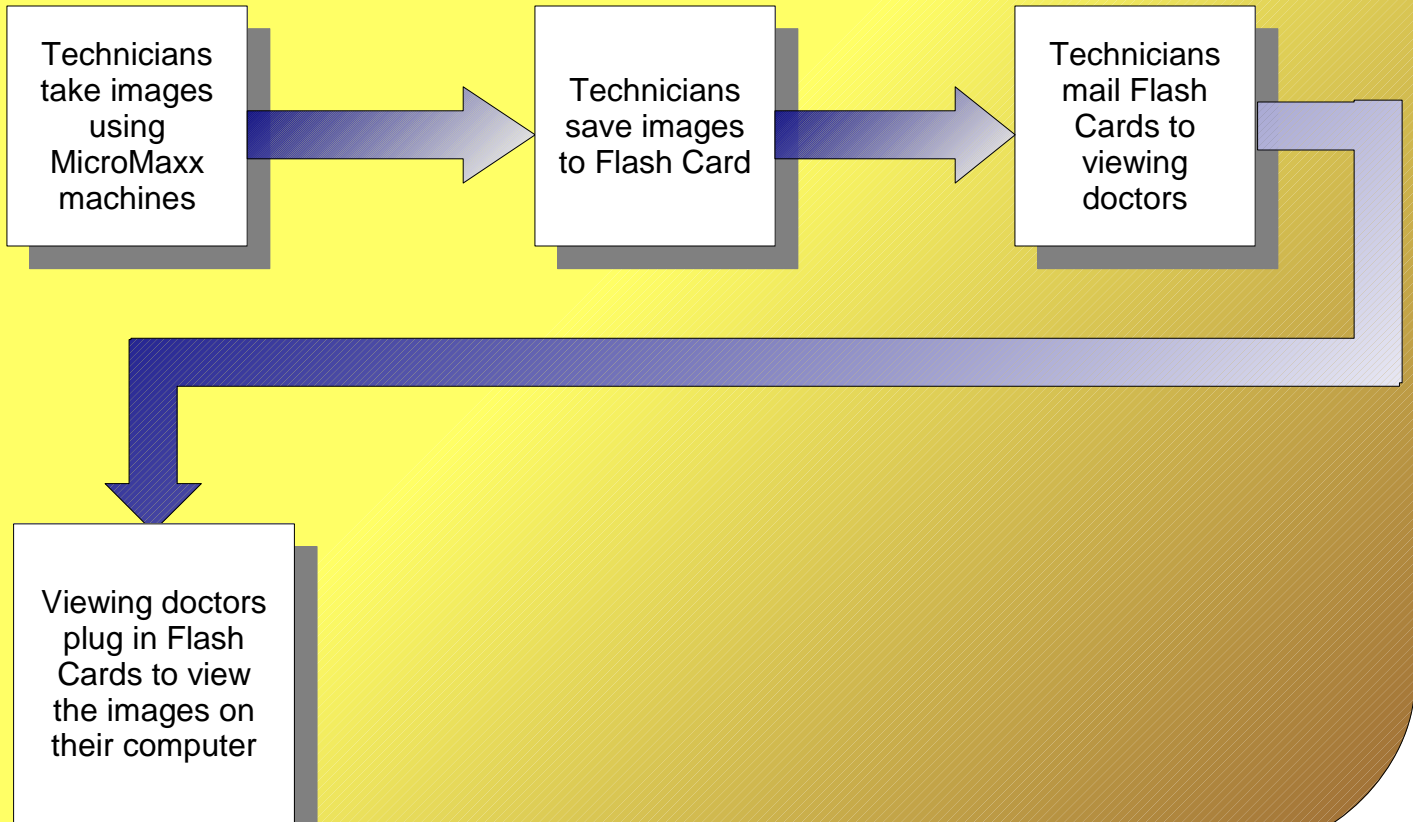 Technicians
take images
using
MicroMaxx
machines
Technicians
save images
to Flash Card
Technicians
mail Flash
Cards to
viewing
doctors
Viewing doctors
plug in Flash
Cards to view
the images on
their computer